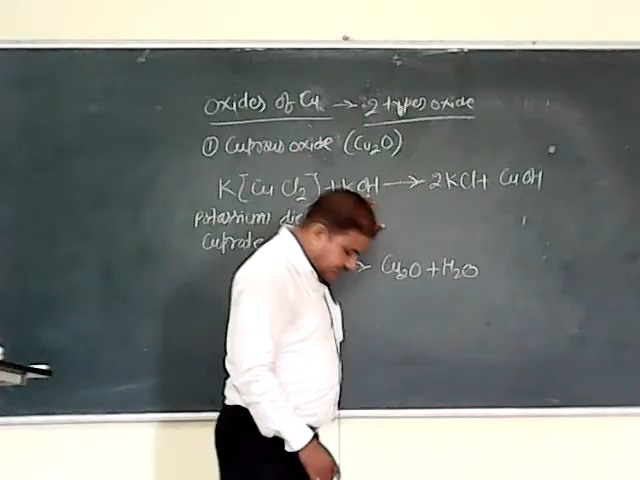 Oxides of Cu → 2 types oxide
① Cuprous oxide (Cu₂O)
K[Cu Cl₂] + KOH → 2KCl + CuOH
potassium
Cuprate
Cu₂O + H₂O